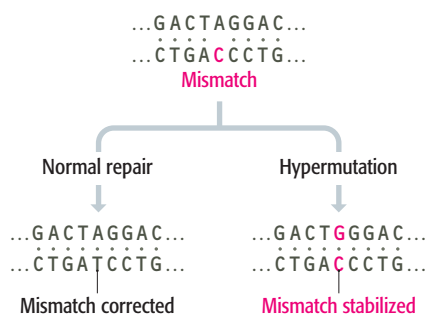 ...GACTAGGAC...
...CTGACCCTG...
Mismatch
Normal repair
Hypermutation
...GACTAGGAC...
...CTGATCCTG...
Mismatch corrected
...GACTGGGAC...
...CTGACCCTG...
Mismatch stabilized